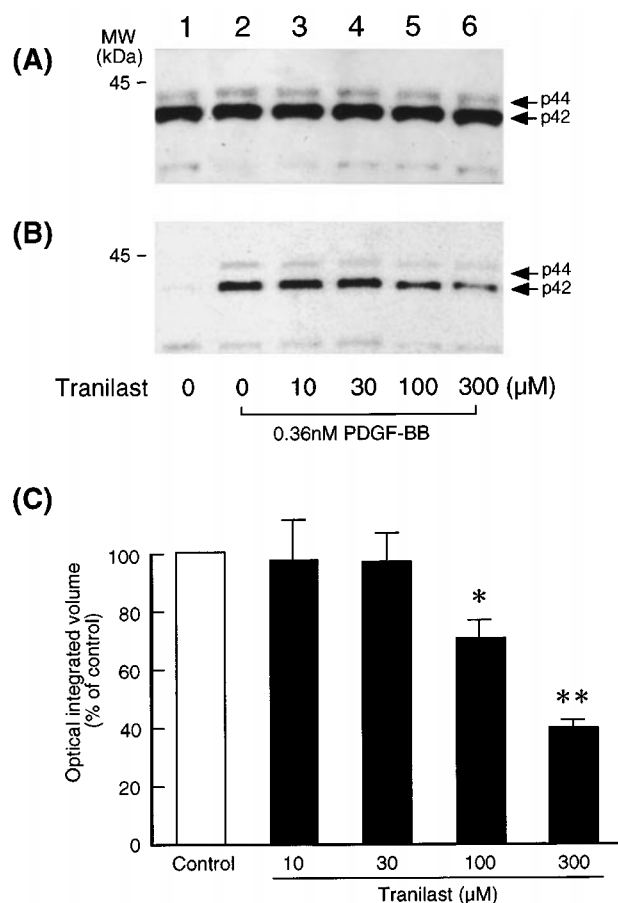 MW
(kDa)
1 2 3 4 5 6
(A)
45
p44
p42
(B)
45
p44
p42
Tranilast 0 0 10 30 100 300 (μM)
0.36nM PDGF-BB
(C)
Optical integrated volume
(% of control)
100
80
60
40
20
0
*
**
Control 10 30 100 300
Tranilast (μM)